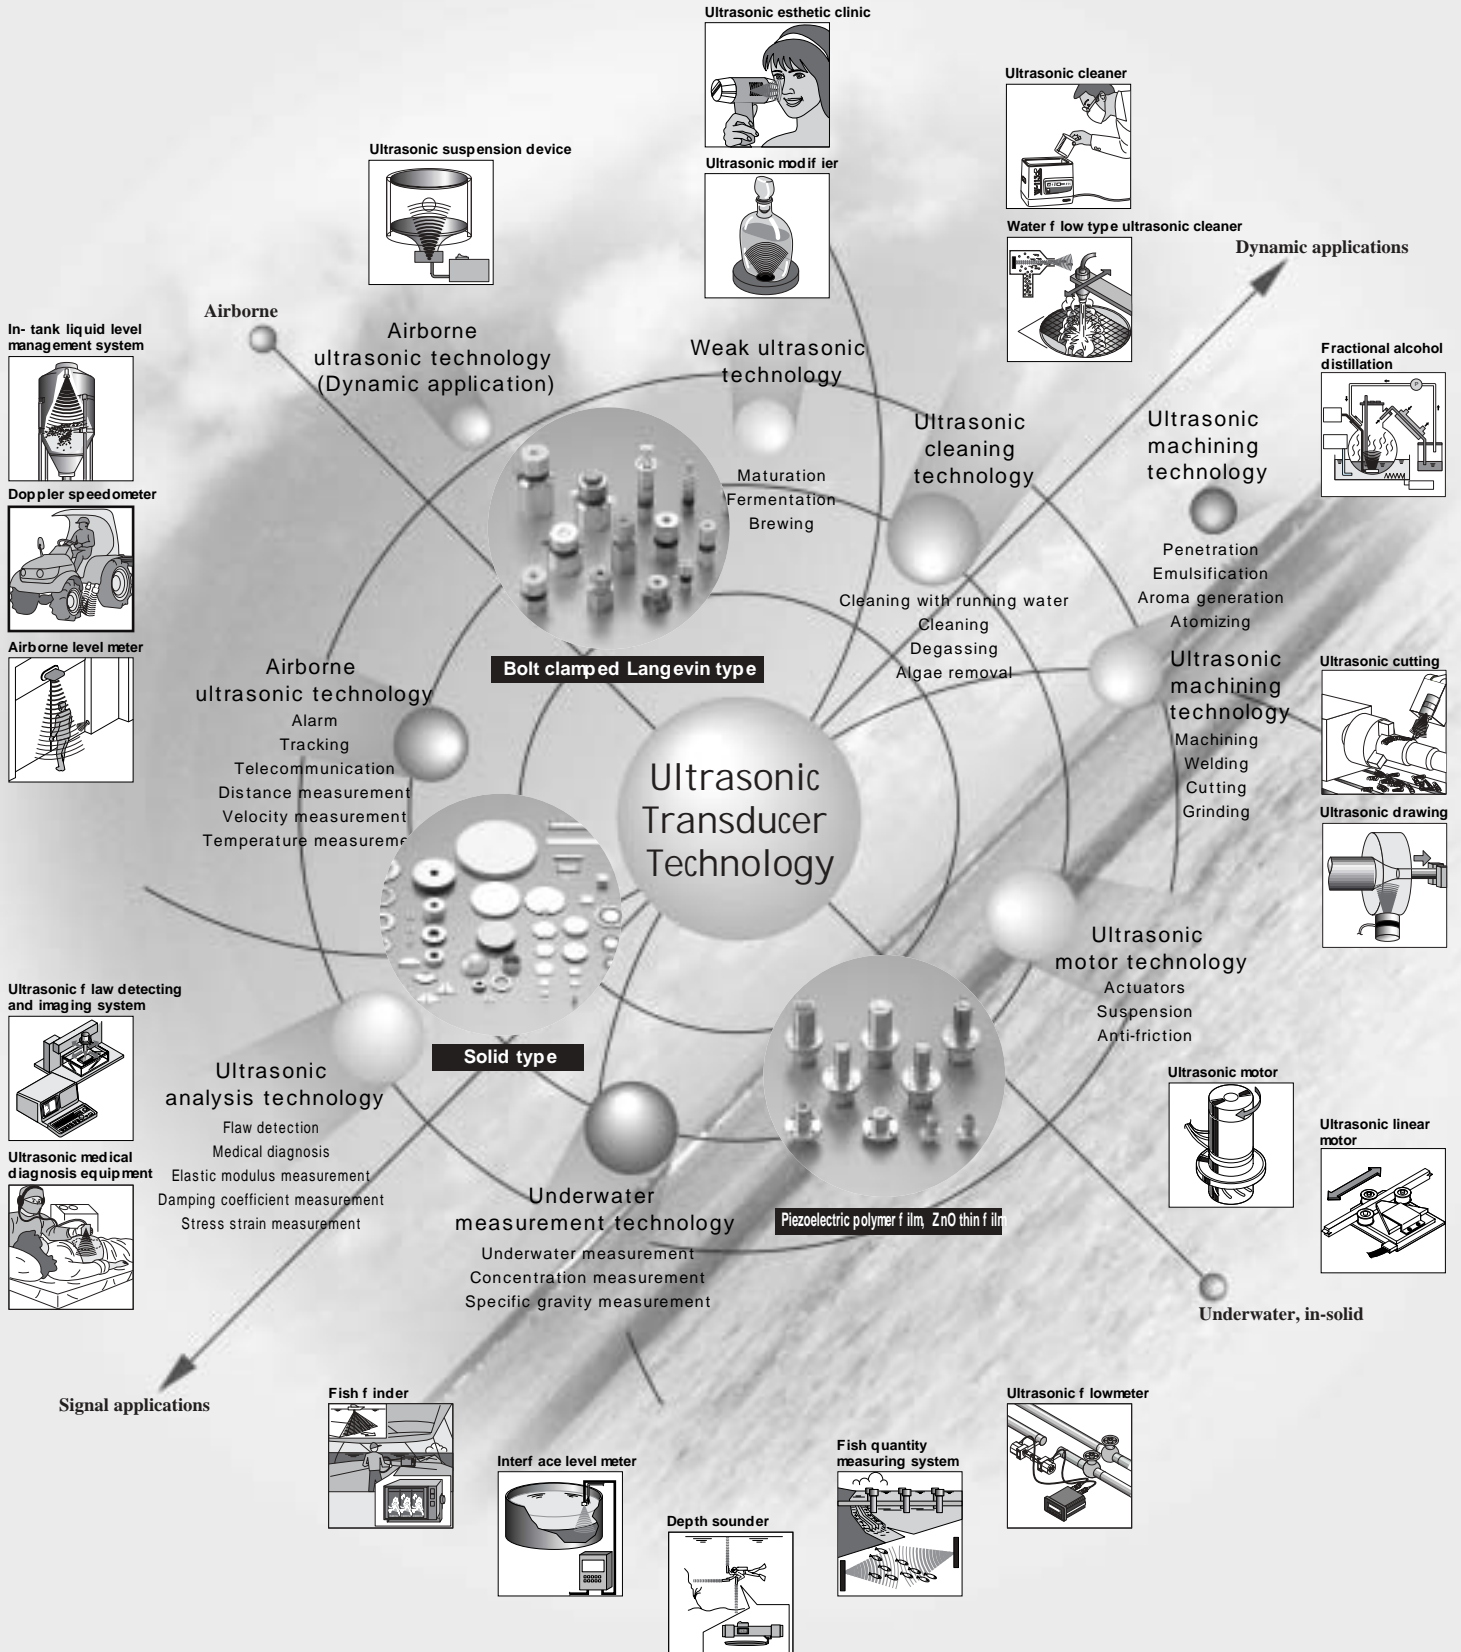 Ultrasonic esthetic clinic
Ultrasonic cleaner
Ultrasonic suspension device
Ultrasonic modif ier
Water f low type ultrasonic cleaner
Dynamic applications
Airborne
In- tank liquid level
management system
Airborne
ultrasonic technology
(Dynamic application)
Weak ultrasonic
technology
Maturation
Fermentation
Brewing
Ultrasonic
cleaning
technology
Cleaning with running water
Cleaning
Degassing
Algae removal
Ultrasonic
machining
technology
Penetration
Emulsification
Aroma generation
Atomizing
Fractional alcohol
distillation
P
Doppler speedometer
Airborne level meter
Airborne
ultrasonic technology
Alarm
Tracking
Telecommunication
Distance measurement
Velocity measurement
Temperature measureme
Bolt clamped Langevin type
Ultrasonic
machining
technology
Machining
Welding
Cutting
Grinding
Ultrasonic cutting
Ultrasonic drawing
Ultrasonic
Transducer
Technology
Ultrasonic
motor technology
Actuators
Suspension
Anti-friction
Ultrasonic f law detecting
and imaging system
Solid type
Ultrasonic
analysis technology
Flaw detection
Medical diagnosis
Elastic modulus measurement
Damping coefficient measurement
Stress strain measurement
Ultrasonic medical
diagnosis equipment
Underwater
measurement technology
Underwater measurement
Concentration measurement
Specific gravity measurement
Piezoelectric polymer f ilm, ZnO thin f ilm
Ultrasonic motor
Ultrasonic linear
motor
Underwater, in-solid
Signal applications
Fish f inder
Interf ace level meter
Depth sounder
Fish quantity
measuring system
Ultrasonic f lowmeter